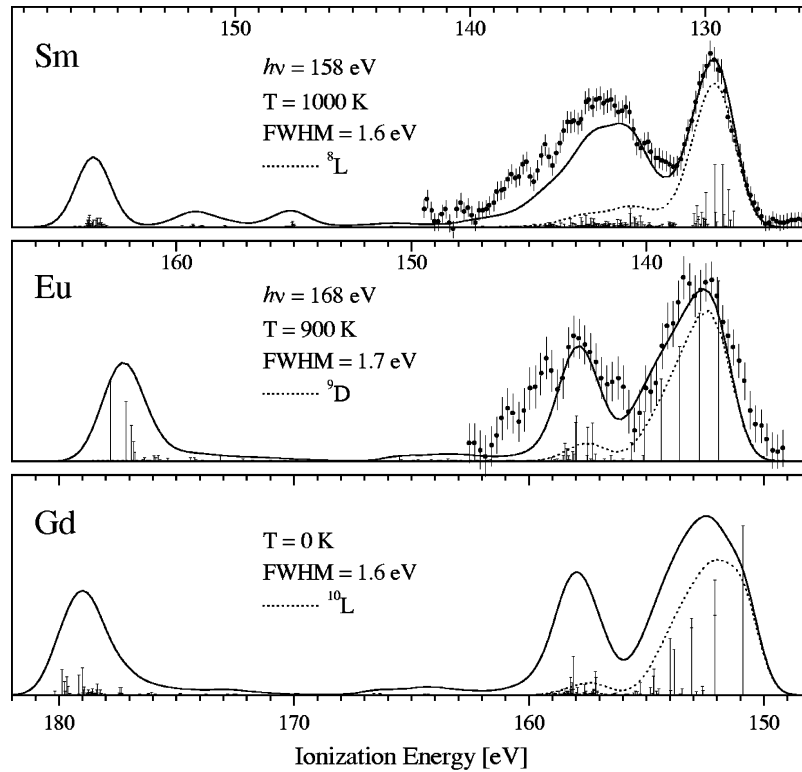 150 140 130
Sm
hν = 158 eV
T = 1000 K
FWHM = 1.6 eV
⁸L
160 150 140
Eu
hν = 168 eV
T = 900 K
FWHM = 1.7 eV
⁹D
Gd
T = 0 K
FWHM = 1.6 eV
¹⁰L
180 170 160 150
Ionization Energy [eV]